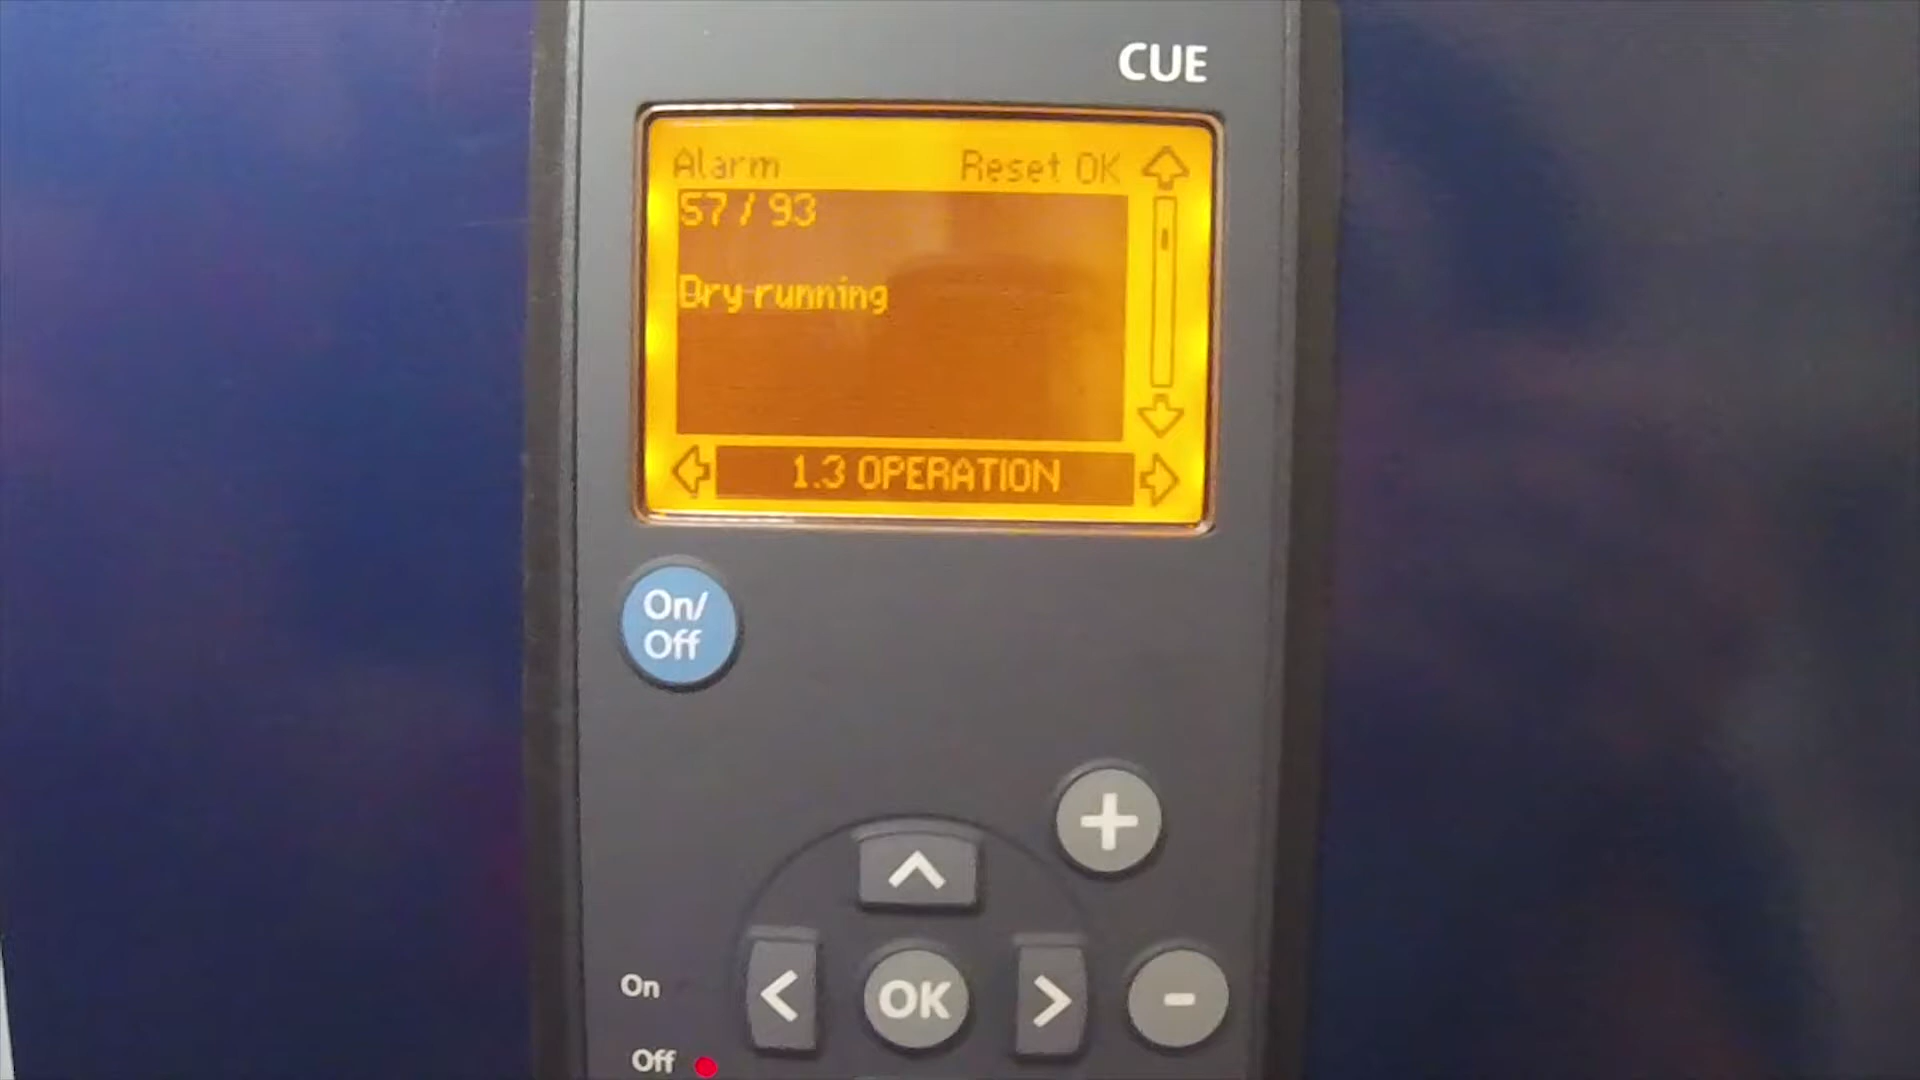 CUE
Alarm Reset OK
57 / 93
Dry running
1.3 OPERATION
On/
Off
+
OK
-
On
Off